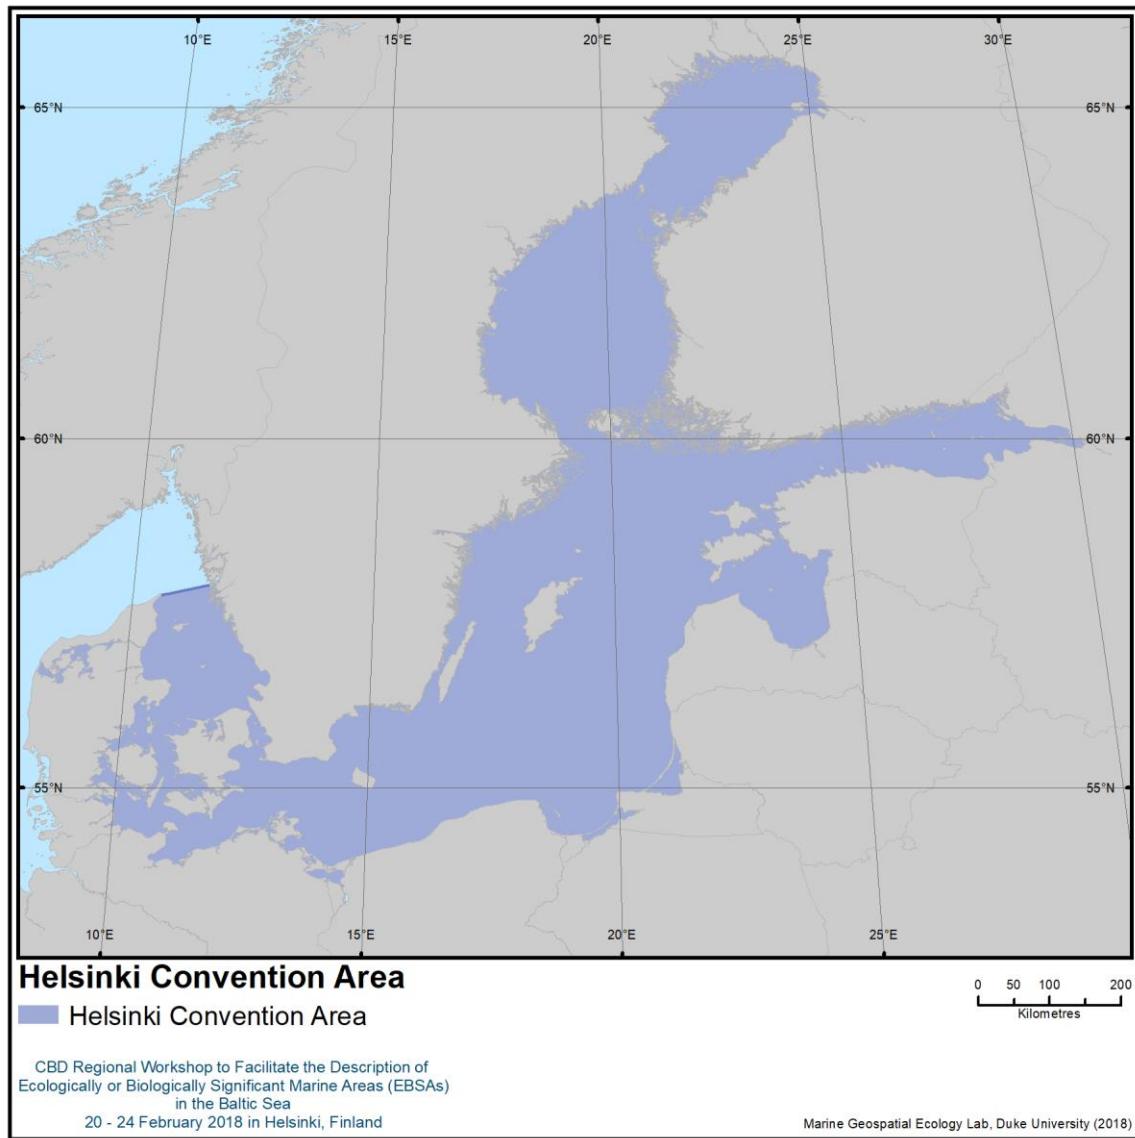 10°E 15°E 20°E 25°E 30°E
65°N 65°N
60°N 60°N
55°N 55°N
10°E 15°E 20°E 25°E
Helsinki Convention Area
Helsinki Convention Area
0 50 100 200
Kilometres
CBD Regional Workshop to Facilitate the Description of
Ecologically or Biologically Significant Marine Areas (EBSAs)
in the Baltic Sea
20 - 24 February 2018 in Helsinki, Finland
Marine Geospatial Ecology Lab, Duke University (2018)